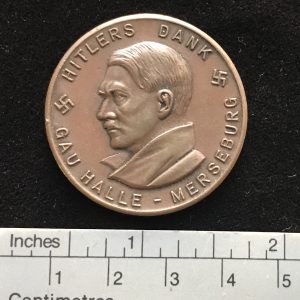 HITLERS DANK
GAU HALLE - MERSEBURG
Inches 1 2
1 2 3 4 5
Centimetres